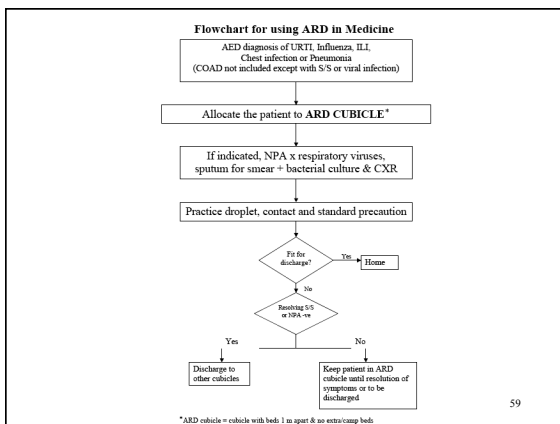 Flowchart for using ARD in Medicine
AED diagnosis of URTI, Influenza, ILI,
Chest infection or Pneumonia
(COAD not included except with S/S or viral infection)
Allocate the patient to ARD CUBICLE*
If indicated, NPA x respiratory viruses,
sputum for smear + bacterial culture & CXR
Practice droplet, contact and standard precaution
Fit for
discharge?
Yes
Home
No
Resolving S/S
or NPA -ve
Yes
No
Discharge to
other cubicles
Keep patient in ARD
cubicle until resolution of
symptoms or to be
discharged
59
*ARD cubicle = cubicle with beds 1 m apart & no extra/camp beds